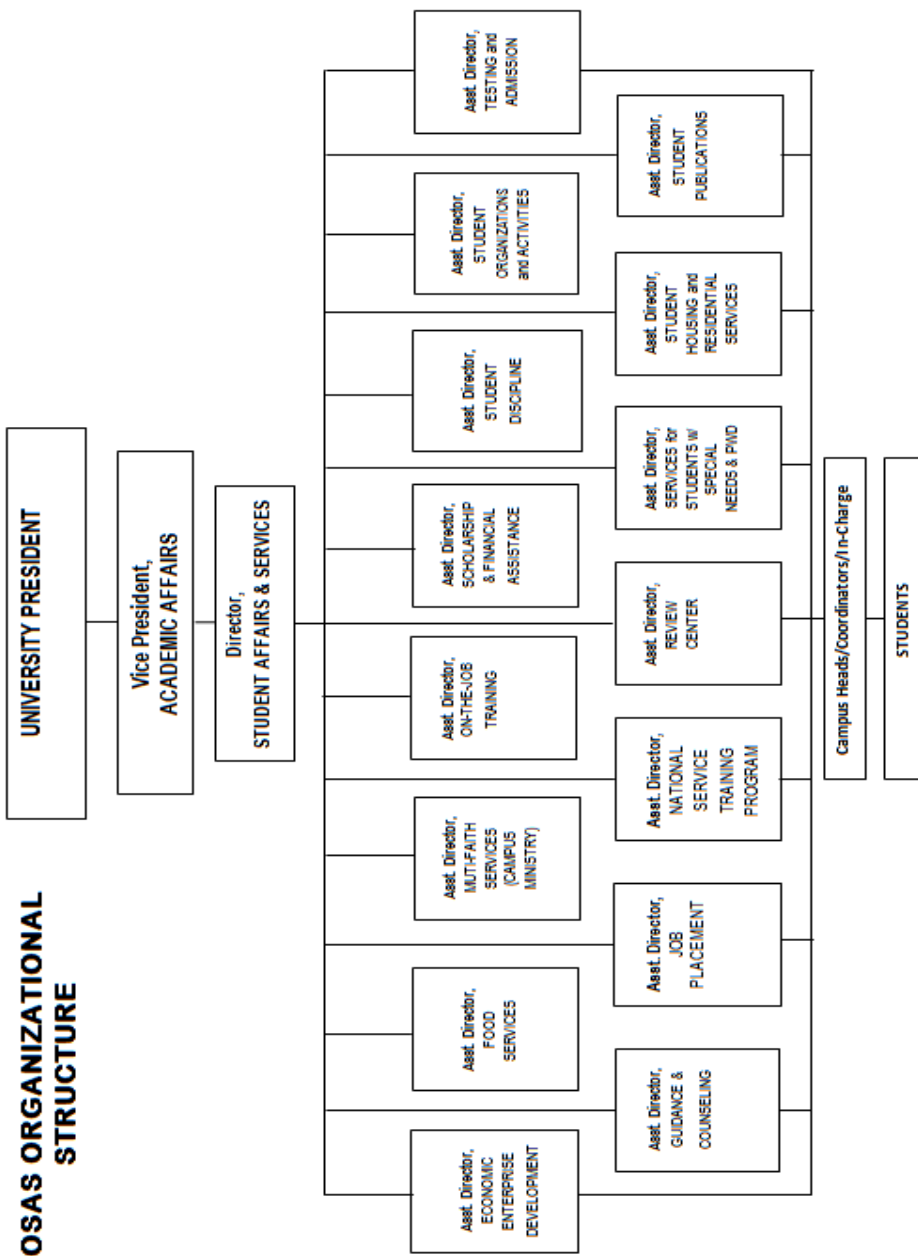 OSAS ORGANIZATIONAL
STRUCTURE
UNIVERSITY PRESIDENT
Vice President,
ACADEMIC AFFAIRS
Director,
STUDENT AFFAIRS & SERVICES
Asst. Director,
ECONOMIC
ENTERPRISE
DEVELOPMENT
Asst. Director,
FOOD
SERVICES
Asst. Director,
MUTI-FAITH
SERVICES
(CAMPUS
MINISTRY)
Asst. Director,
ON-THE-JOB
TRAINING
Asst. Director,
SCHOLARSHIP
& FINANCIAL
ASSISTANCE
Asst. Director,
STUDENT
DISCIPLINE
Asst. Director,
STUDENT
ORGANIZATIONS
and ACTIVITIES
Asst. Director,
TESTING and
ADMISSION
Asst. Director,
GUIDANCE &
COUNSELING
Asst. Director,
JOB
PLACEMENT
Asst. Director,
NATIONAL
SERVICE
TRAINING
PROGRAM
Asst. Director,
REVIEW
CENTER
Asst. Director,
SERVICES for
STUDENTS w/
SPECIAL
NEEDS & PWD
Asst. Director,
STUDENT
HOUSING and
RESIDENTIAL
SERVICES
Asst. Director,
STUDENT
PUBLICATIONS
Campus Heads/Coordinators/In-Charge
STUDENTS